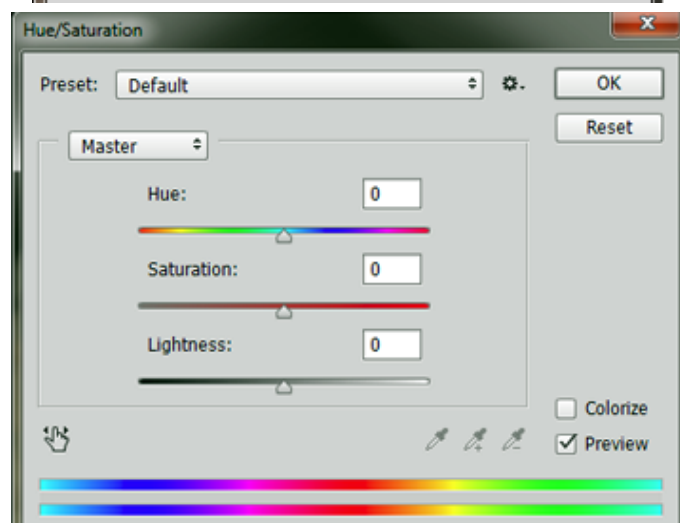 Hue/Saturation
Preset: Default OK
Reset
Master
Hue: 0
Saturation: 0
Lightness: 0
Colorize
Preview